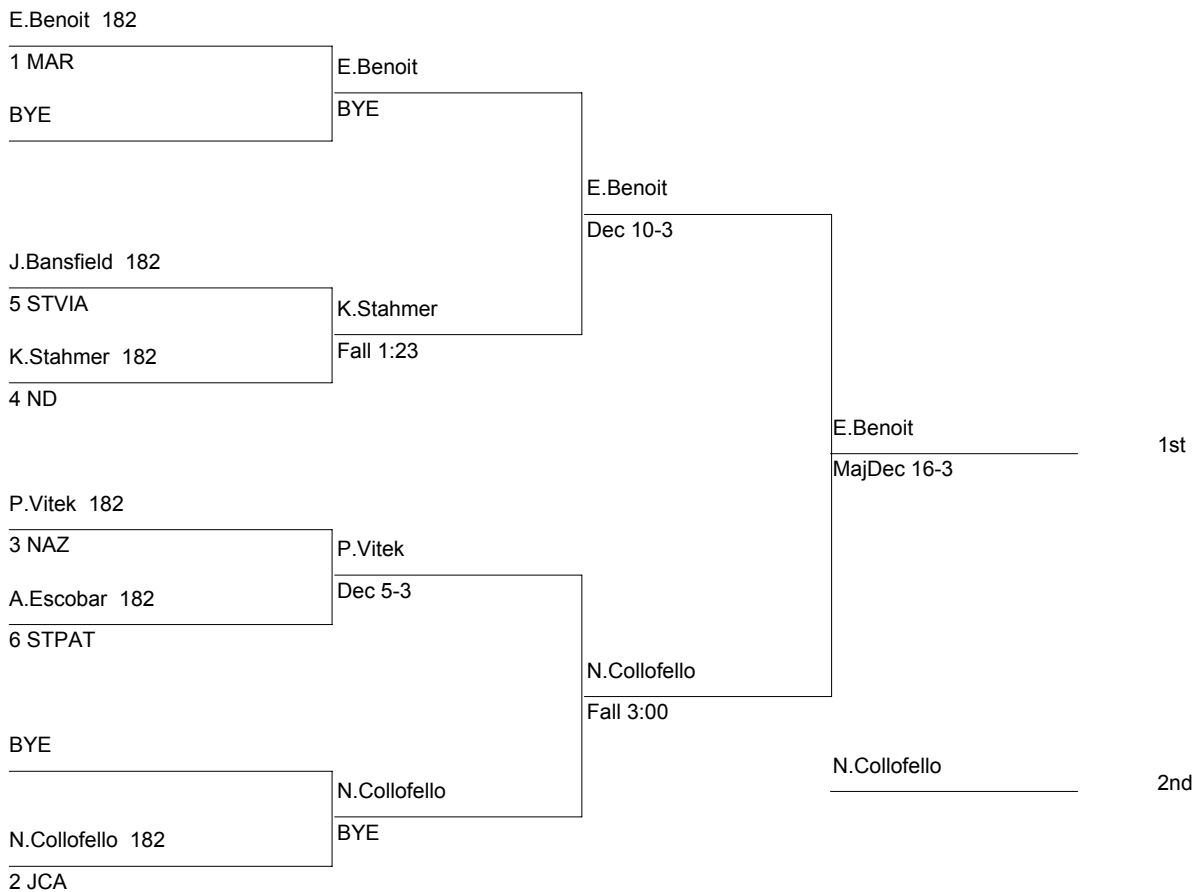 E.Benoit 182
1 MAR
BYE
J.Bansfield 182
5 STVIA
K.Stahmer 182
4 ND
P.Vitek 182
3 NAZ
A.Escobar 182
6 STPAT
BYE
N.Collofello 182
2 JCA
E.Benoit
BYE
K.Stahmer
Fall 1:23
P.Vitek
Dec 5-3
N.Collofello
BYE
E.Benoit
Dec 10-3
N.Collofello
Fall 3:00
E.Benoit
MajDec 16-3
1st
N.Collofello
2nd